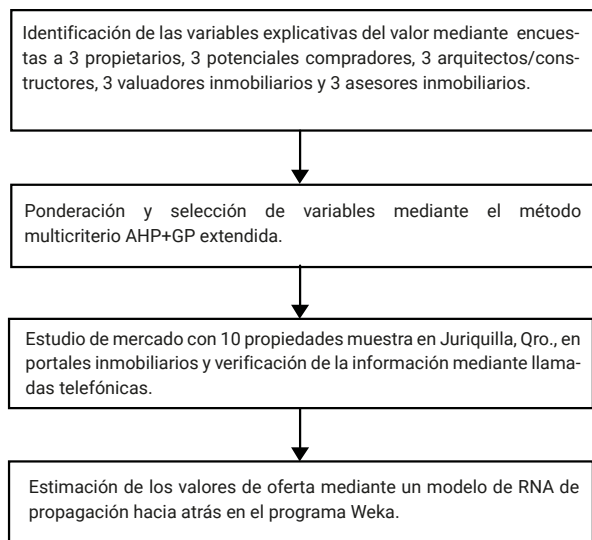 Identificación de las variables explicativas del valor mediante encues-
tas a 3 propietarios, 3 potenciales compradores, 3 arquitectos/cons-
tructores, 3 valuadores inmobiliarios y 3 asesores inmobiliarios.
Ponderación y selección de variables mediante el método
multicriterio AHP+GP extendida.
Estudio de mercado con 10 propiedades muestra en Juriquilla, Qro., en
portales inmobiliarios y verificación de la información mediante llama-
das telefónicas.
Estimación de los valores de oferta mediante un modelo de RNA de
propagación hacia atrás en el programa Weka.